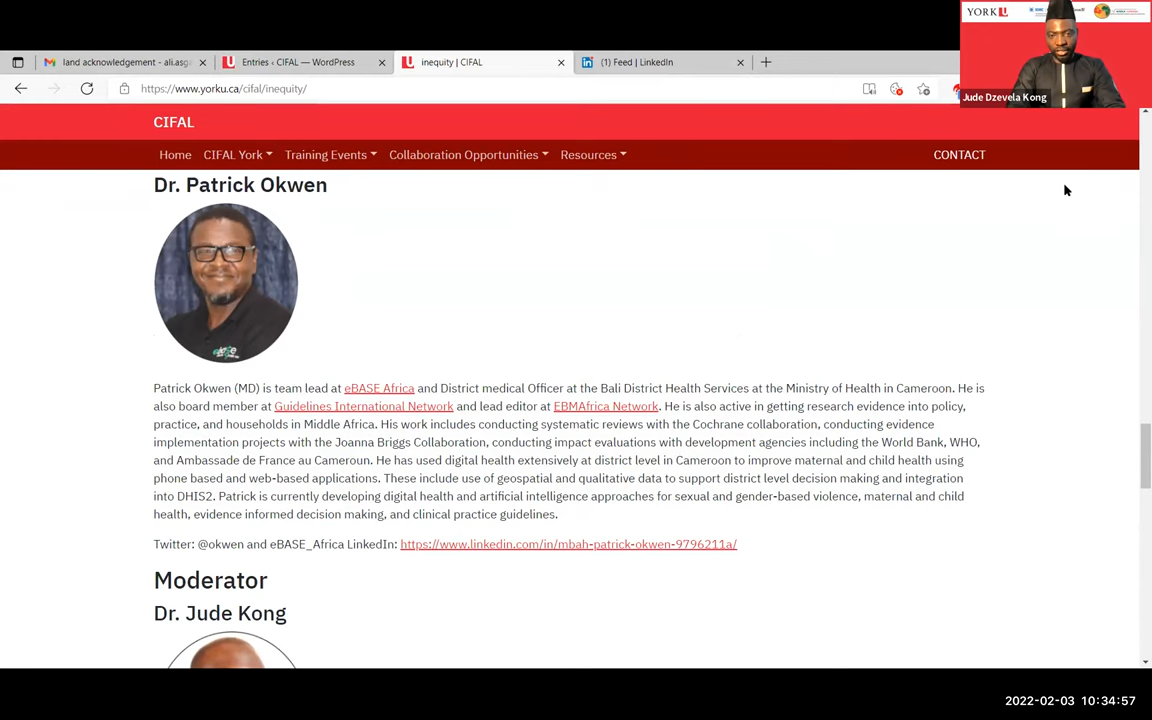 YORK U
land acknowledgement - ali.asg
Entries ‹ CIFAL — WordPress
inequity | CIFAL
(1) Feed | LinkedIn
https://www.yorku.ca/cifal/inequity/
Jude Dzevela Kong
CIFAL
Home CIFAL York Training Events Collaboration Opportunities Resources CONTACT
Dr. Patrick Okwen
Patrick Okwen (MD) is team lead at eBASE Africa and District medical Officer at the Bali District Health Services at the Ministry of Health in Cameroon. He is
also board member at Guidelines International Network and lead editor at EBMAfrica Network. He is also active in getting research evidence into policy,
practice, and households in Middle Africa. His work includes conducting systematic reviews with the Cochrane collaboration, conducting evidence
implementation projects with the Joanna Briggs Collaboration, conducting impact evaluations with development agencies including the World Bank, WHO,
and Ambassade de France au Cameroun. He has used digital health extensively at district level in Cameroon to improve maternal and child health using
phone based and web-based applications. These include use of geospatial and qualitative data to support district level decision making and integration
into DHIS2. Patrick is currently developing digital health and artificial intelligence approaches for sexual and gender-based violence, maternal and child
health, evidence informed decision making, and clinical practice guidelines.
Twitter: @okwen and eBASE_Africa LinkedIn: https://www.linkedin.com/in/mbah-patrick-okwen-9796211a/
Moderator
Dr. Jude Kong
2022-02-03 10:34:57